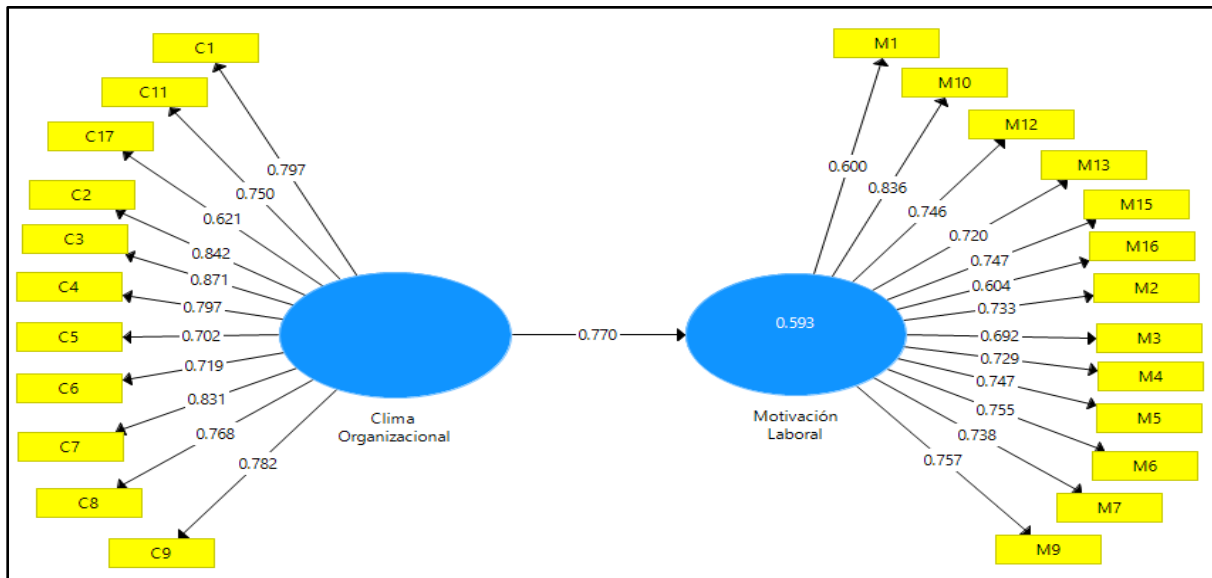 C1
C11
C17
C2
C3
C4
C5
C6
C7
C8
C9
0.797
0.750
0.621
0.842
0.871
0.797
0.702
0.719
0.831
0.768
0.782
Clima
Organizacional
0.770
0.593
Motivación
Laboral
0.600
0.836
0.746
0.720
0.747
0.604
0.733
0.692
0.729
0.747
0.755
0.738
0.757
M1
M10
M12
M13
M15
M16
M2
M3
M4
M5
M6
M7
M9